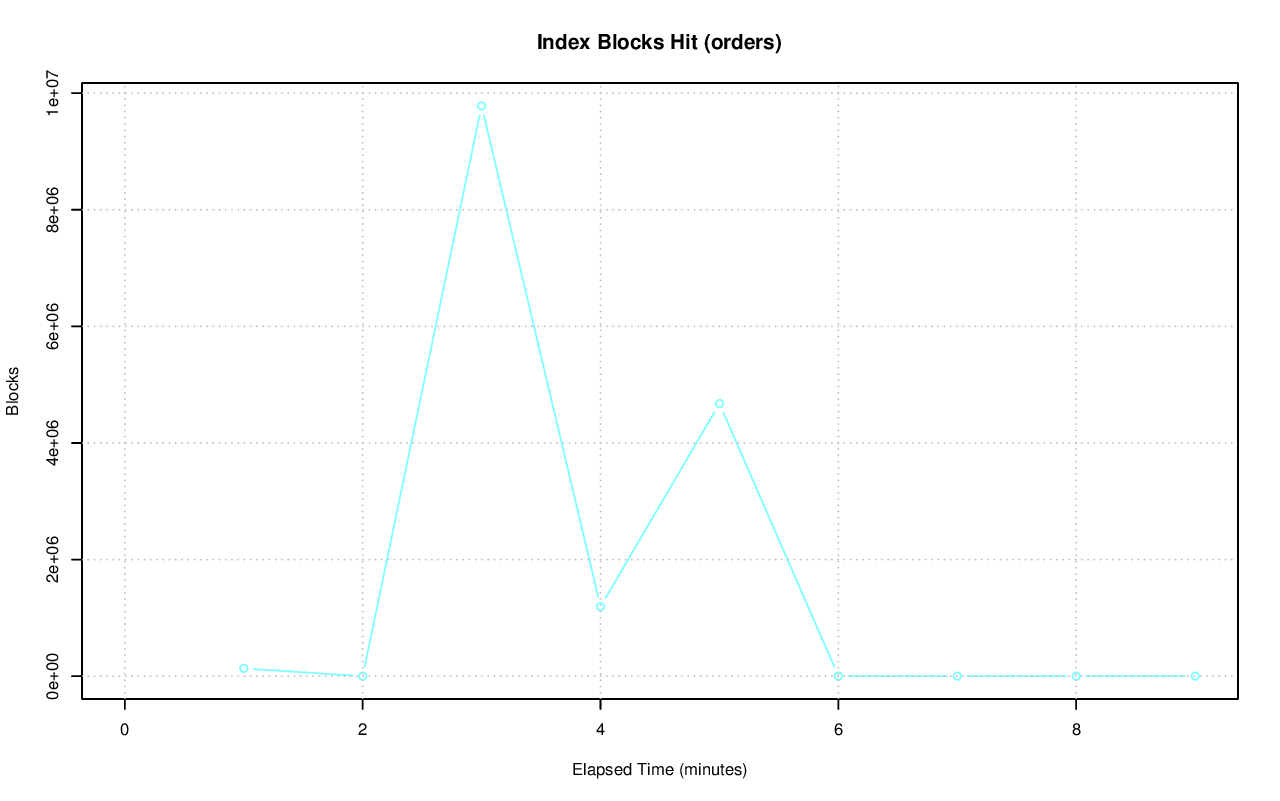 Index Blocks Hit (orders)
1e+07
8e+06
6e+06
4e+06
2e+06
0e+00
Blocks
0 2 4 6 8
Elapsed Time (minutes)